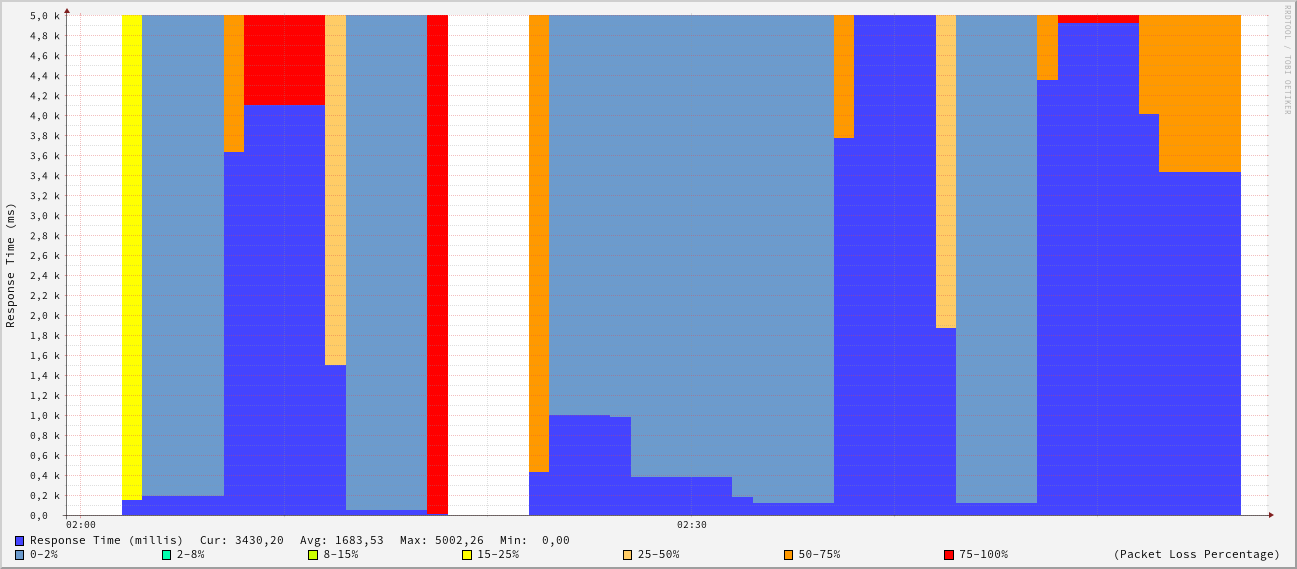 RRDTOOL / TOBI OETIKER
Response Time (ms)
5,0 k
4,8 k
4,6 k
4,4 k
4,2 k
4,0 k
3,8 k
3,6 k
3,4 k
3,2 k
3,0 k
2,8 k
2,6 k
2,4 k
2,2 k
2,0 k
1,8 k
1,6 k
1,4 k
1,2 k
1,0 k
0,8 k
0,6 k
0,4 k
0,2 k
0,0
02:00 02:30
Response Time (millis) Cur: 3430,20 Avg: 1683,53 Max: 5002,26 Min: 0,00
0-2% 2-8% 8-15% 15-25% 25-50% 50-75% 75-100% (Packet Loss Percentage)